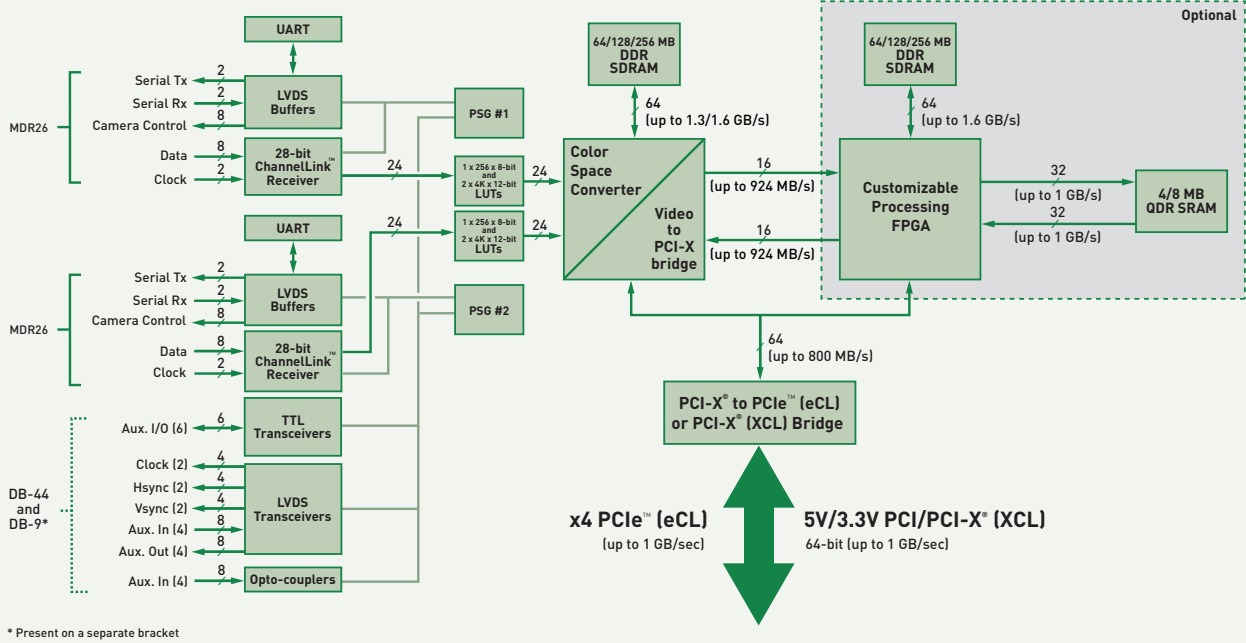 Optional
UART
MDR26
Serial Tx
2
Serial Rx
2
Camera Control
8
LVDS
Buffers
Data
8
Clock
2
28-bit
ChannelLink™
Receiver
24
PSG #1
1 x 256 x 8-bit
and
2 x 4K x 12-bit
LUTs
24
UART
MDR26
Serial Tx
2
Serial Rx
2
Camera Control
8
LVDS
Buffers
Data
8
Clock
2
28-bit
ChannelLink™
Receiver
24
1 x 256 x 8-bit
and
2 x 4K x 12-bit
LUTs
24
PSG #2
DB-44
and
DB-9*
Aux. I/O (6)
6
TTL
Transceivers
Clock (2)
4
Hsync (2)
4
Vsync (2)
4
Aux. In (4)
8
Aux. Out (4)
8
LVDS
Transceivers
Aux. In (4)
8
Opto-couplers
64/128/256 MB
DDR
SDRAM
64
(up to 1.3/1.6 GB/s)
Color
Space
Converter
Video
to
PCI-X
bridge
16
(up to 924 MB/s)
16
(up to 924 MB/s)
64/128/256 MB
DDR
SDRAM
64
(up to 1.6 GB/s)
Customizable
Processing
FPGA
32
(up to 1 GB/s)
32
(up to 1 GB/s)
4/8 MB
QDR SRAM
64
(up to 800 MB/s)
PCI-X® to PCIe™ (eCL)
or PCI-X® (XCL) Bridge
x4 PCIe™ (eCL)
(up to 1 GB/sec)
5V/3.3V PCI/PCI-X® (XCL)
64-bit (up to 1 GB/sec)
* Present on a separate bracket